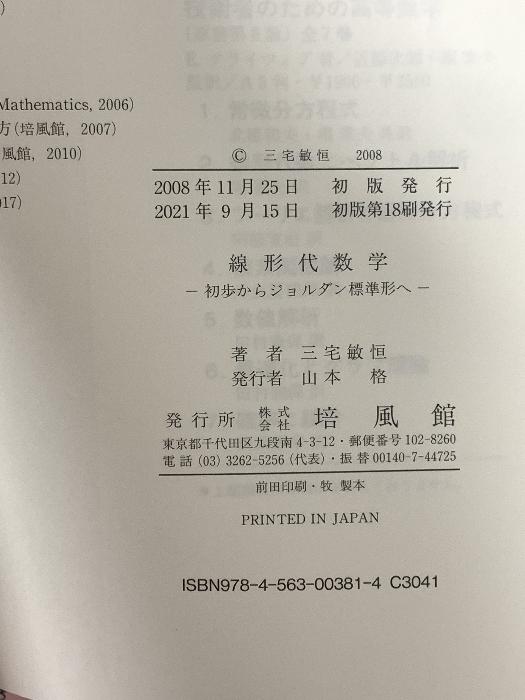 Mathematics, 2006)
方(培風館, 2007)
風館, 2010)
12)
017)
© 三宅敏恒 2008
2008年11月25日 初版発行
2021年9月15日 初版第18刷発行
線形代数学
－初歩からジョルダン標準形へ－
著者 三宅敏恒
発行者 山本 格
発行所 株式会社 培風館
東京都千代田区九段南4-3-12・郵便番号102-8260
電話(03)3262-5256(代表)・振替00140-7-44725
前田印刷・牧 製本
PRINTED IN JAPAN
ISBN978-4-563-00381-4 C3041